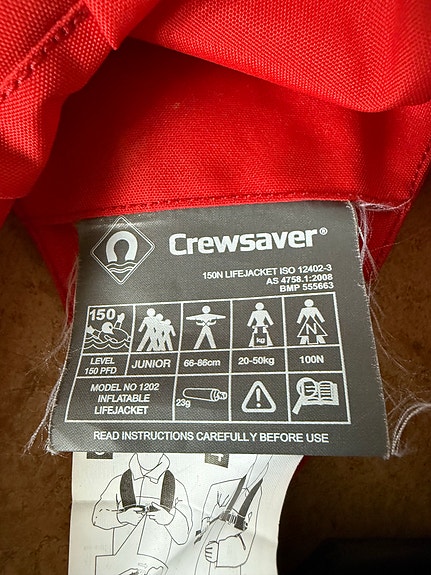 Crewsaver®
150N LIFEJACKET ISO 12402-3
AS 4758.1:2008
BMP 555663
150
kg
N
LEVEL
150 PFD
JUNIOR
66-86cm
20-50kg
100N
MODEL NO 1202
INFLATABLE
LIFEJACKET
23g
READ INSTRUCTIONS CAREFULLY BEFORE USE